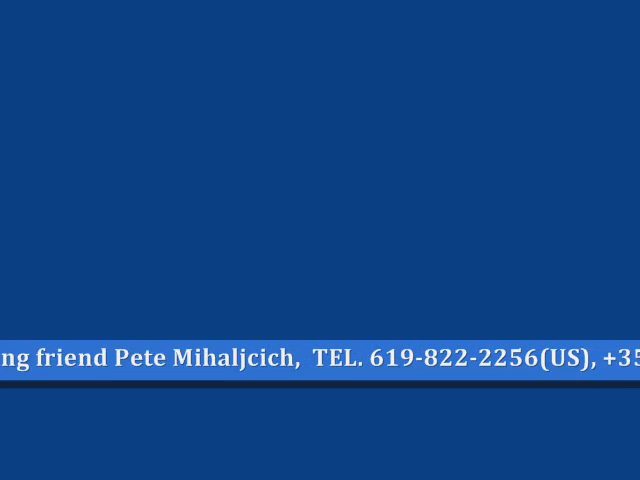 ng friend Pete Mihaljcich, TEL. 619-822-2256(US), +35